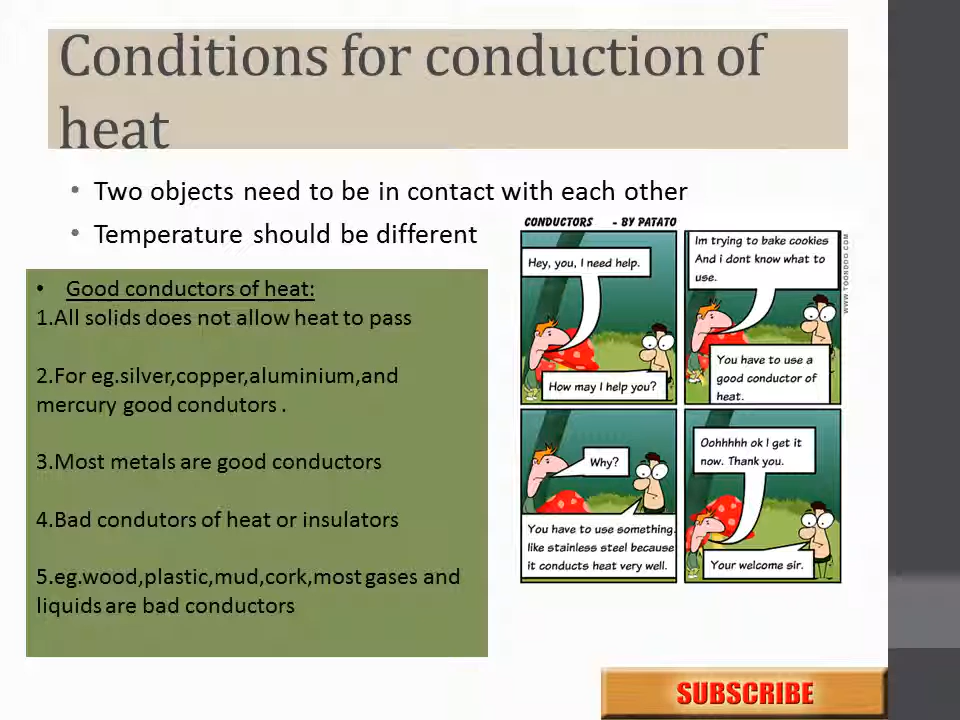 Conditions for conduction of
heat
• Two objects need to be in contact with each other
• Temperature should be different
• Good conductors of heat:
1.All solids does not allow heat to pass
2.For eg.silver,copper,aluminium,and
mercury good condutors .
3.Most metals are good conductors
4.Bad condutors of heat or insulators
5.eg.wood,plastic,mud,cork,most gases and
liquids are bad conductors
CONDUCTORS - BY PATATO
Hey, you, I need help.
How may I help you?
Im trying to bake cookies
And i dont know what to
use.
You have to use a
good conductor of
heat.
Why?
You have to use something
like stainless steel because
it conducts heat very well.
Oohhhhh ok I get it
now. Thank you.
Your welcome sir.
WWW.TOONDOO.COM
SUBSCRIBE